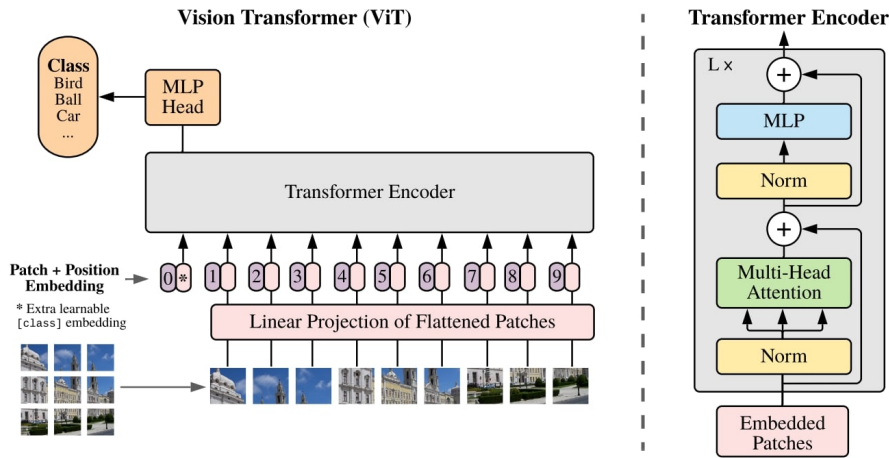 Vision Transformer (ViT)
Class
Bird
Ball
Car
...
MLP
Head
Transformer Encoder
Patch + Position
Embedding
0 * 1 2 3 4 5 6 7 8 9
* Extra learnable
[class] embedding
Linear Projection of Flattened Patches
Transformer Encoder
L ×
+
MLP
Norm
+
Multi-Head
Attention
Norm
Embedded
Patches